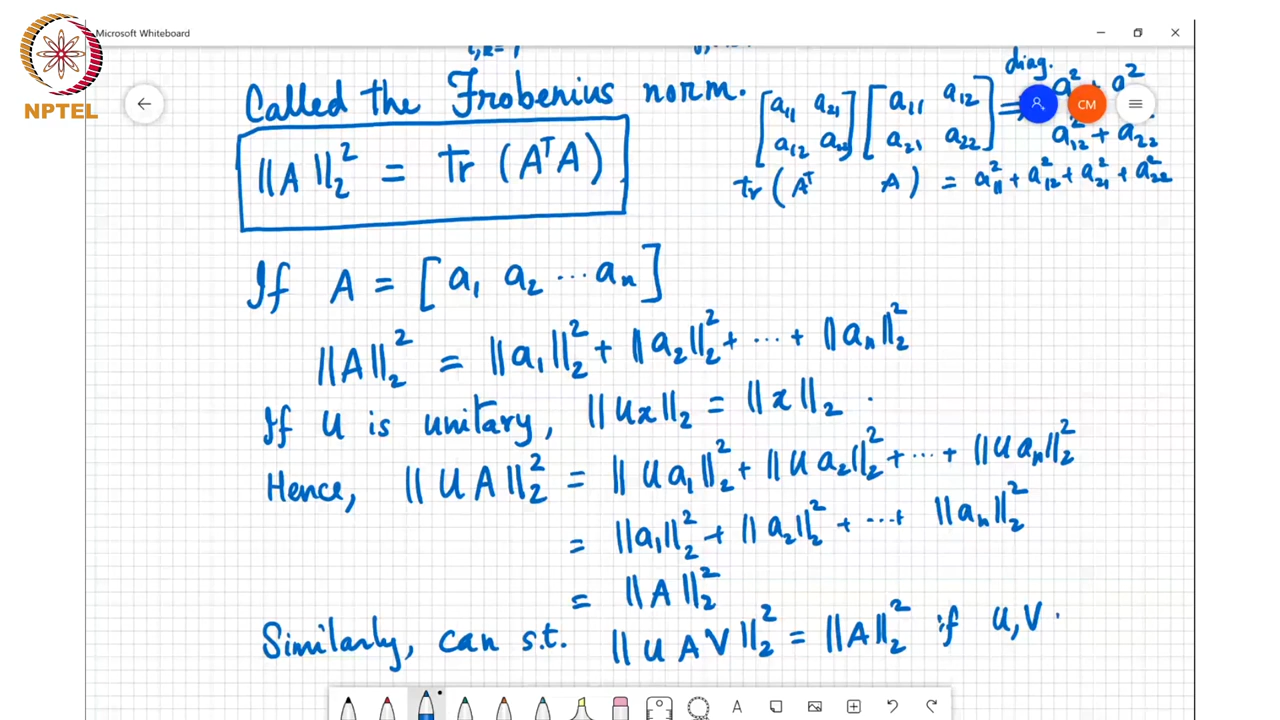 Microsoft Whiteboard
NPTEL
CM
Called the Frobenius norm.
‖A‖₂² = tr (AᵀA)
diag.
[a₁₁ a₂₁ a₁₂ a₂₂] [a₁₁ a₁₂ a₂₁ a₂₂] ⇒
a₁₂² + a₂₂²
tr (Aᵀ A) = a₁₁² + a₁₂² + a₂₁² + a₂₂²
If A = [a₁ a₂ ⋯ aₙ]
‖A‖₂² = ‖a₁‖₂² + ‖a₂‖₂² + ⋯ + ‖aₙ‖₂²
If U is unitary, ‖Ux‖₂ = ‖x‖₂ .
Hence, ‖UA‖₂² = ‖Ua₁‖₂² + ‖Ua₂‖₂² + ⋯ + ‖Uaₙ‖₂²
= ‖a₁‖₂² + ‖a₂‖₂² + ⋯+ ‖aₙ‖₂²
= ‖A‖₂²
Similarly, can s.t. ‖UAV‖₂² = ‖A‖₂² if U,V
A